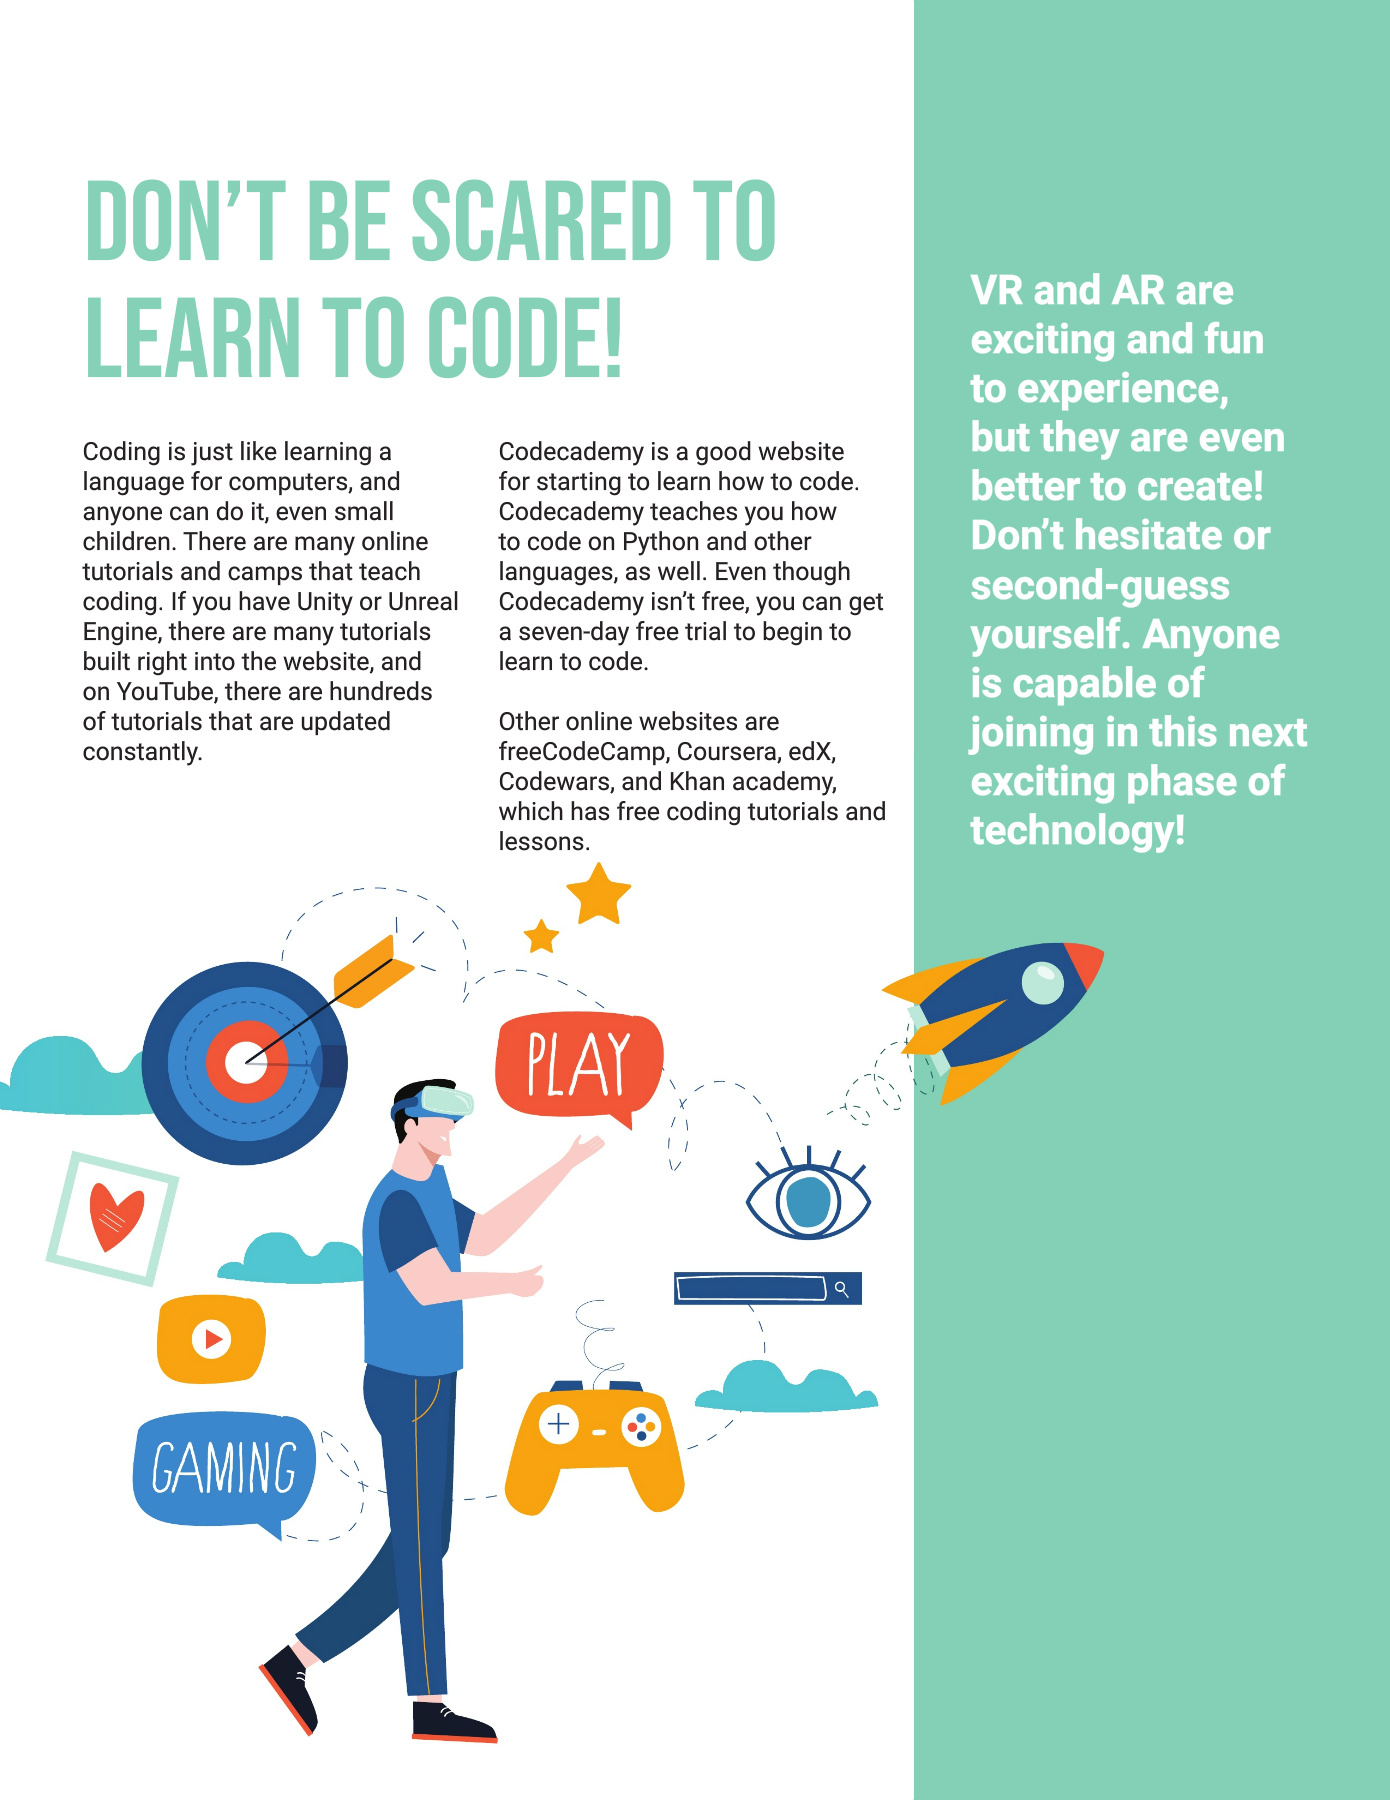 DON'T BE SCARED TO
LEARN TO CODE!
Coding is just like learning a
language for computers, and
anyone can do it, even small
children. There are many online
tutorials and camps that teach
coding. If you have Unity or Unreal
Engine, there are many tutorials
built right into the website, and
on YouTube, there are hundreds
of tutorials that are updated
constantly.
Codecademy is a good website
for starting to learn how to code.
Codecademy teaches you how
to code on Python and other
languages, as well. Even though
Codecademy isn't free, you can get
a seven-day free trial to begin to
learn to code.
Other online websites are
freeCodeCamp, Coursera, edX,
Codewars, and Khan academy,
which has free coding tutorials and
lessons.
VR and AR are
exciting and fun
to experience,
but they are even
better to create!
Don't hesitate or
second-guess
yourself. Anyone
is capable of
joining in this next
exciting phase of
technology!
PLAY
GAMING